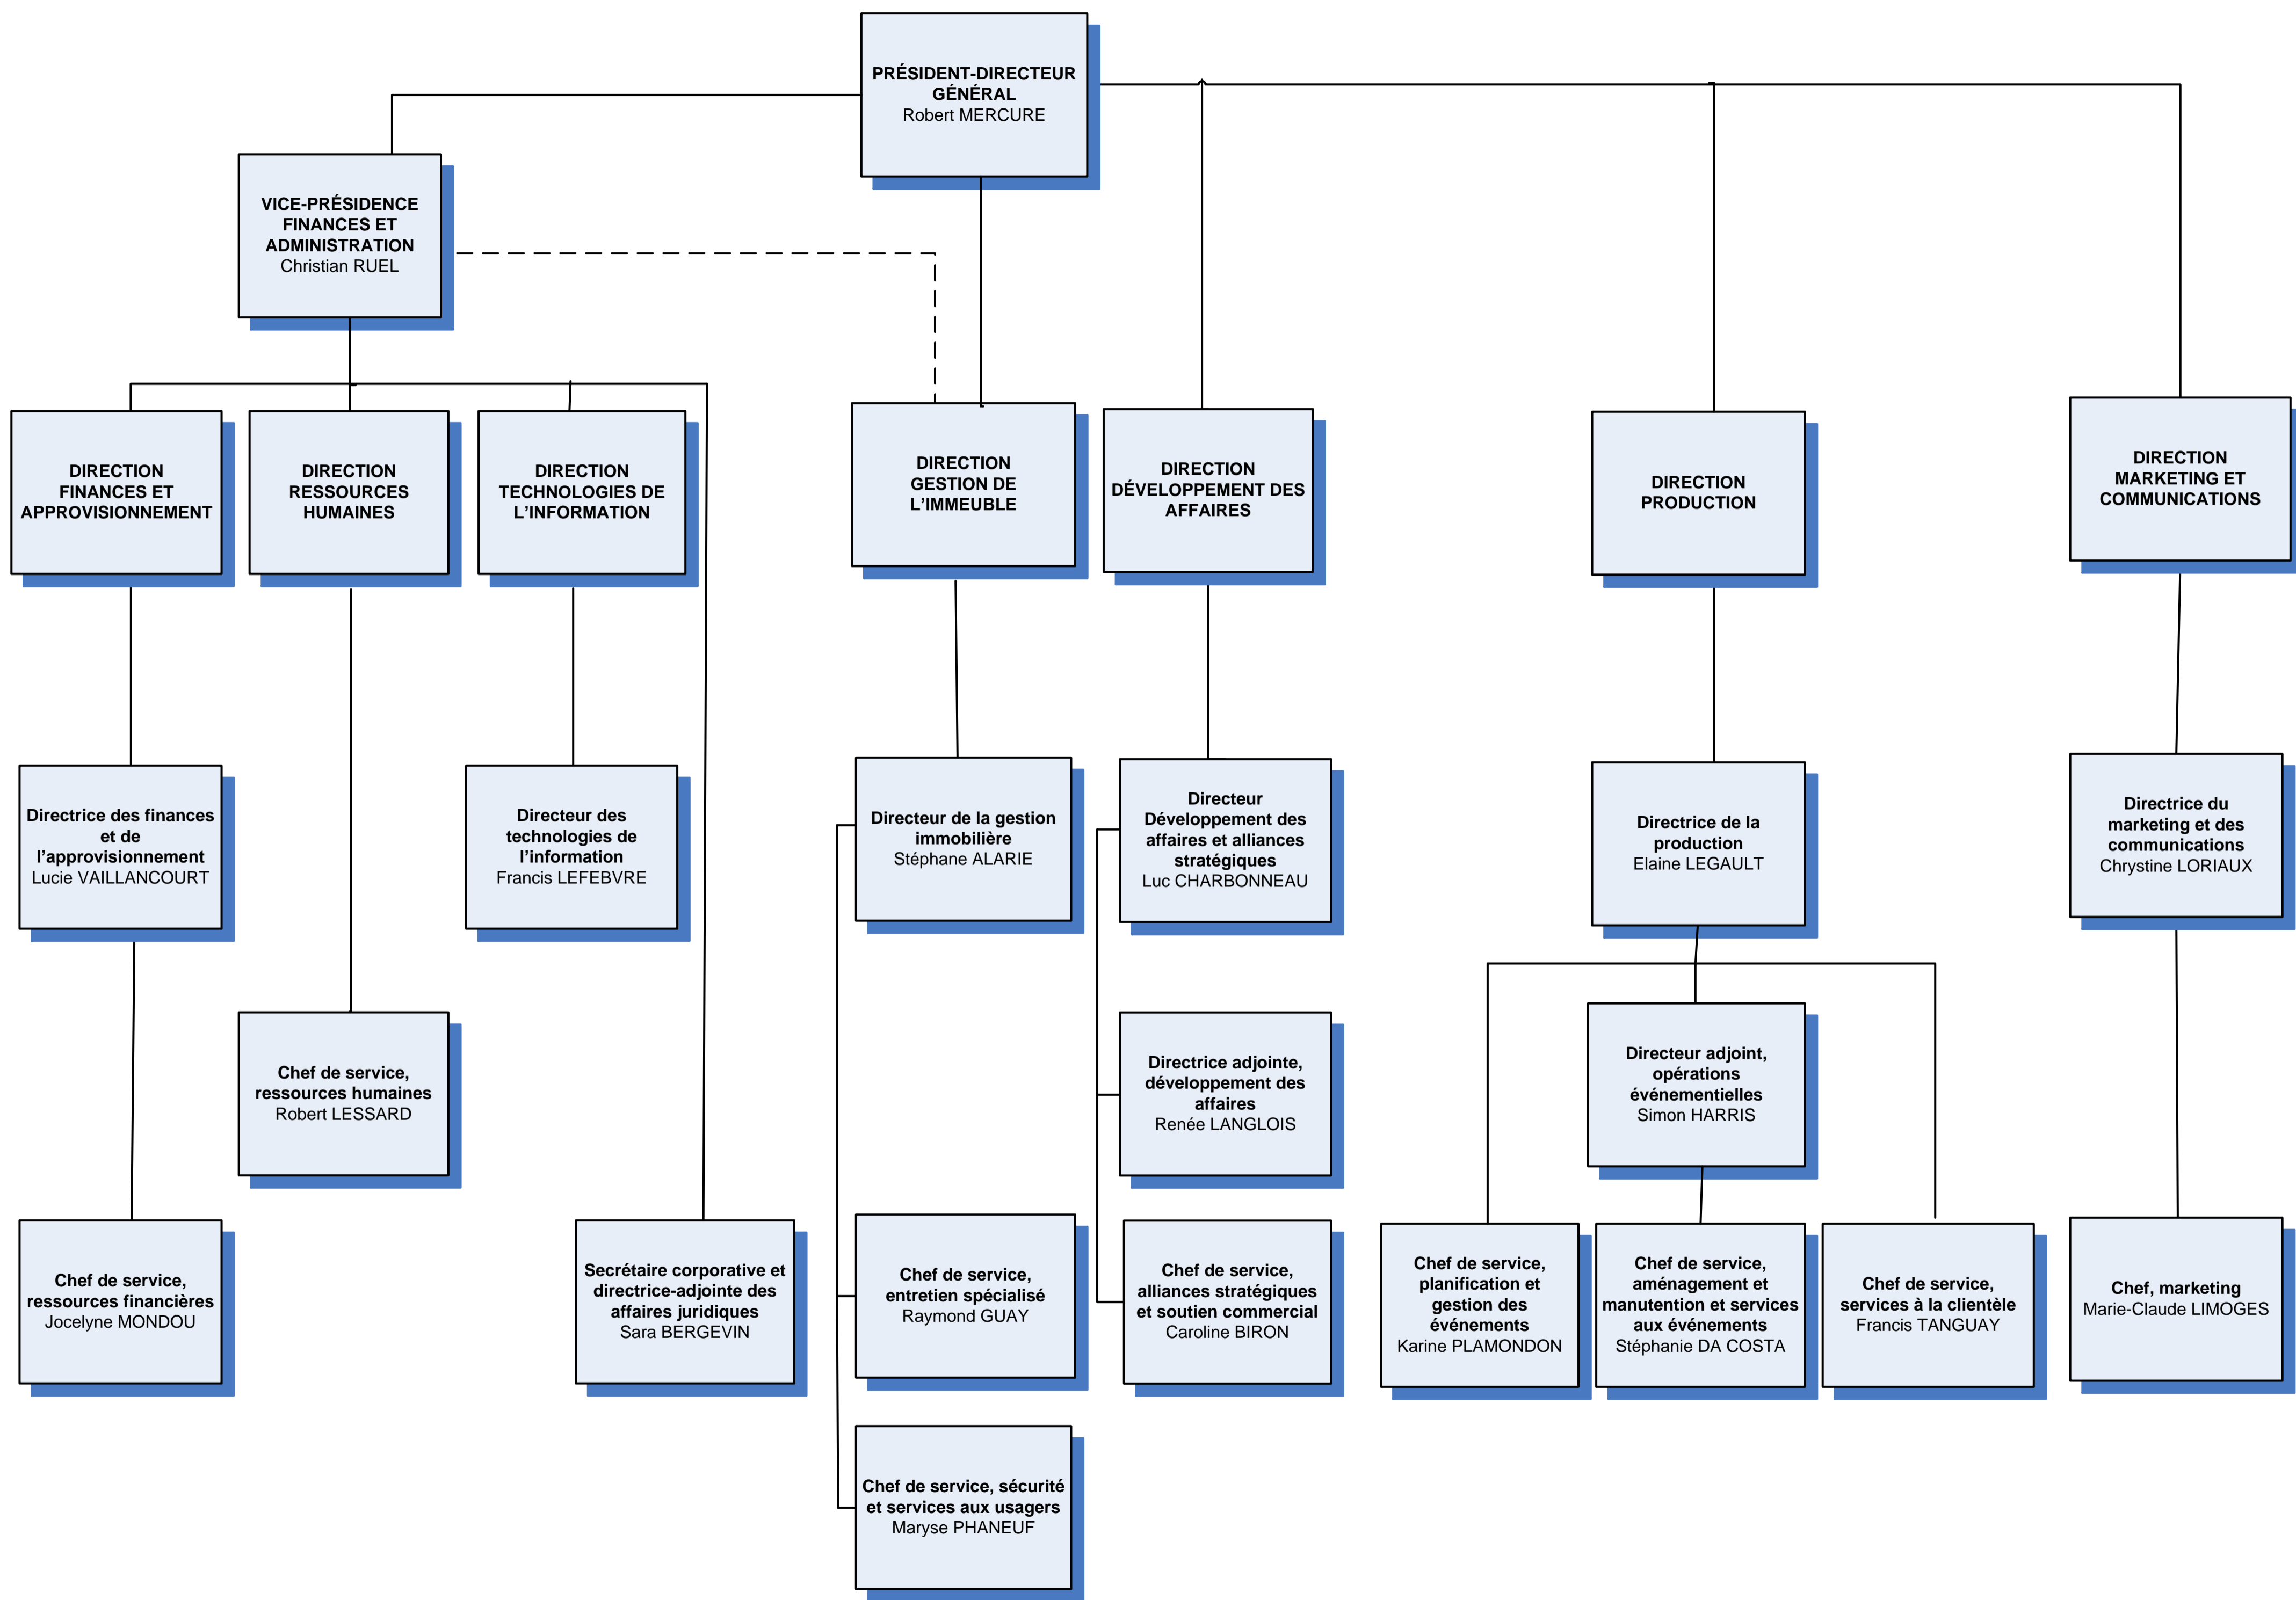 PRÉSIDENT-DIRECTEUR
GÉNÉRAL
Robert MERCURE
VICE-PRÉSIDENCE
FINANCES ET
ADMINISTRATION
Christian RUEL
DIRECTION
FINANCES ET
APPROVISIONNEMENT
DIRECTION
RESSOURCES
HUMAINES
DIRECTION
TECHNOLOGIES DE
L’INFORMATION
DIRECTION
GESTION DE
L’IMMEUBLE
DIRECTION
DÉVELOPPEMENT DES
AFFAIRES
DIRECTION
PRODUCTION
DIRECTION
MARKETING ET
COMMUNICATIONS
Directrice des finances
et de
l’approvisionnement
Lucie VAILLANCOURT
Directeur des
technologies de
l’information
Francis LEFEBVRE
Directeur de la gestion
immobilière
Stéphane ALARIE
Directeur
Développement des
affaires et alliances
stratégiques
Luc CHARBONNEAU
Directrice de la
production
Elaine LEGAULT
Directrice du
marketing et des
communications
Chrystine LORIAUX
Chef de service,
ressources humaines
Robert LESSARD
Directrice adjointe,
développement des
affaires
Renée LANGLOIS
Directeur adjoint,
opérations
événementielles
Simon HARRIS
Chef de service,
ressources financières
Jocelyne MONDOU
Secrétaire corporative et
directrice-adjointe des
affaires juridiques
Sara BERGEVIN
Chef de service,
entretien spécialisé
Raymond GUAY
Chef de service,
alliances stratégiques
et soutien commercial
Caroline BIRON
Chef de service,
planification et
gestion des
événements
Karine PLAMONDON
Chef de service,
aménagement et
manutention et services
aux événements
Stéphanie DA COSTA
Chef de service,
services à la clientèle
Francis TANGUAY
Chef, marketing
Marie-Claude LIMOGES
Chef de service, sécurité
et services aux usagers
Maryse PHANEUF